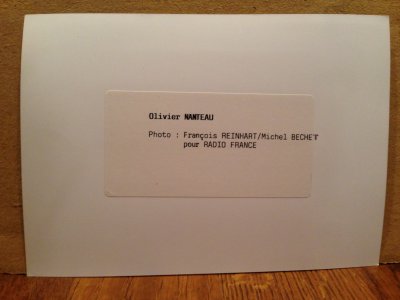 Olivier NANTEAU
Photo : François REINHART/Michel BECHET
pour RADIO FRANCE